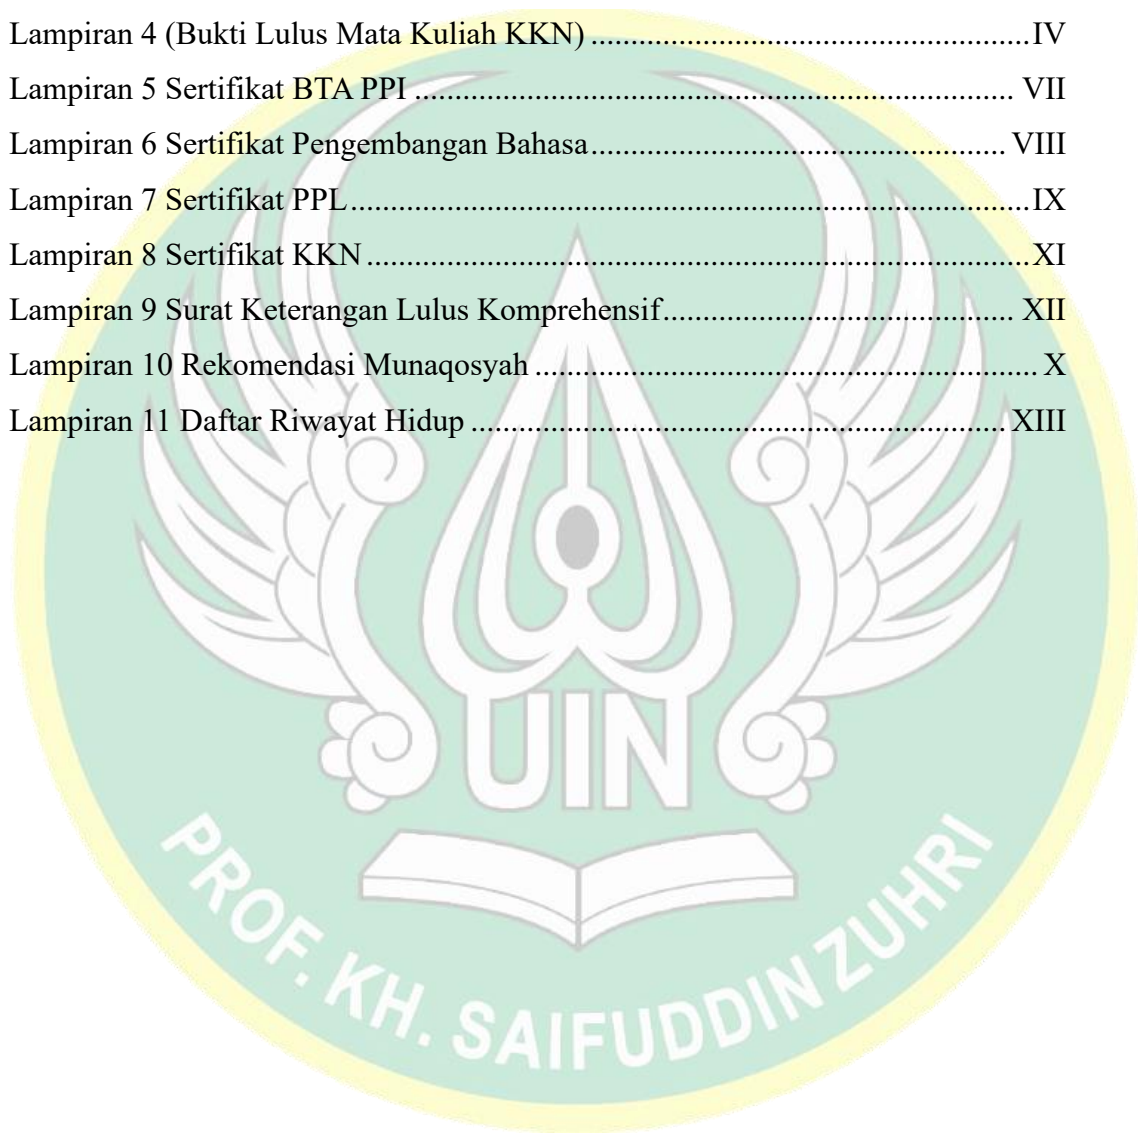 Lampiran 4 (Bukti Lulus Mata Kuliah KKN) ....................................................... IV
Lampiran 5 Sertifikat BTA PPI ........................................................................... VII
Lampiran 6 Sertifikat Pengembangan Bahasa.................................................... VIII
Lampiran 7 Sertifikat PPL..................................................................................... IX
Lampiran 8 Sertifikat KKN ................................................................................... XI
Lampiran 9 Surat Keterangan Lulus Komprehensif............................................ XII
Lampiran 10 Rekomendasi Munaqosyah ............................................................... X
Lampiran 11 Daftar Riwayat Hidup ................................................................... XIII
UIN
PROF. KH. SAIFUDDIN ZUHRI